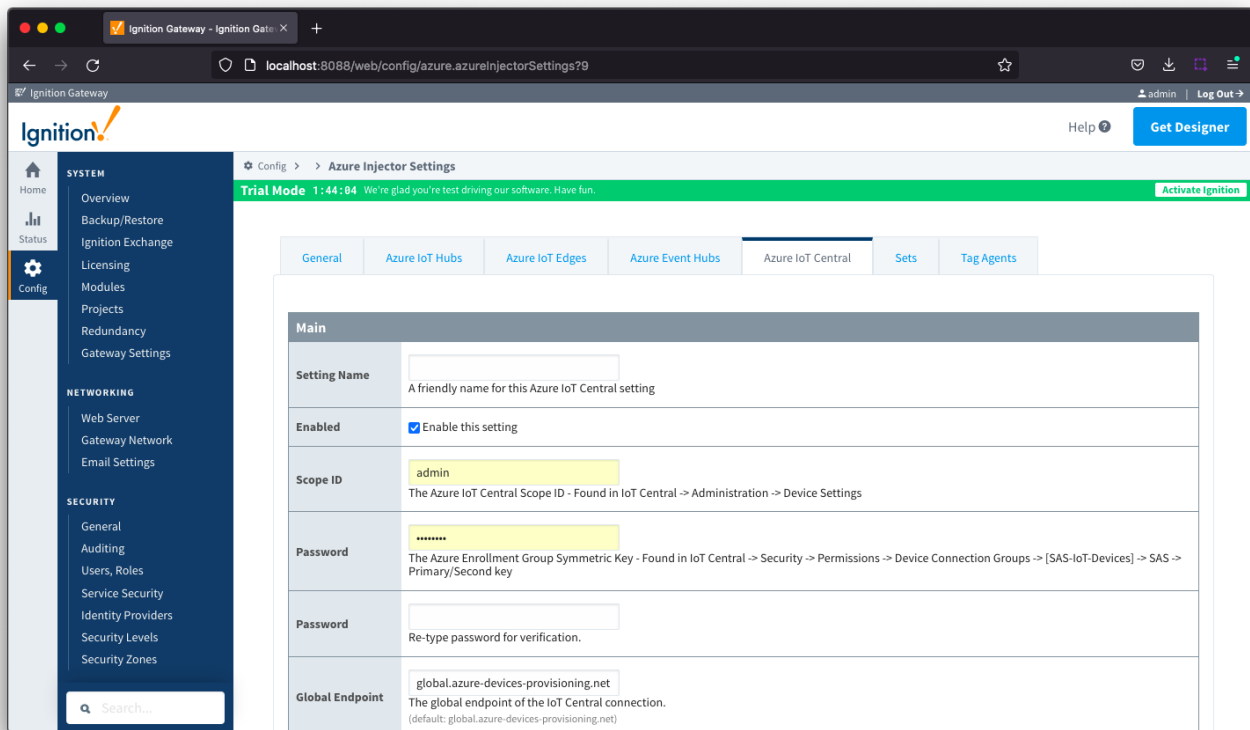 Ignition Gateway - Ignition Gate
localhost:8088/web/config/azure.azureInjectorSettings?9
Ignition Gateway
admin | Log Out
Ignition!
Help
Get Designer
Home
Status
Config
SYSTEM
Overview
Backup/Restore
Ignition Exchange
Licensing
Modules
Projects
Redundancy
Gateway Settings
NETWORKING
Web Server
Gateway Network
Email Settings
SECURITY
General
Auditing
Users, Roles
Service Security
Identity Providers
Security Levels
Security Zones
Search...
Config > > Azure Injector Settings
Trial Mode 1:44:04 We're glad you're test driving our software. Have fun.
Activate Ignition
General
Azure IoT Hubs
Azure IoT Edges
Azure Event Hubs
Azure IoT Central
Sets
Tag Agents
Main
Setting Name
A friendly name for this Azure IoT Central setting
Enabled
Enable this setting
Scope ID
admin
The Azure IoT Central Scope ID - Found in IoT Central -> Administration -> Device Settings
Password
••••••••
The Azure Enrollment Group Symmetric Key - Found in IoT Central -> Security -> Permissions -> Device Connection Groups -> [SAS-IoT-Devices] -> SAS ->
Primary/Second key
Password
Re-type password for verification.
Global Endpoint
global.azure-devices-provisioning.net
The global endpoint of the IoT Central connection.
(default: global.azure-devices-provisioning.net)